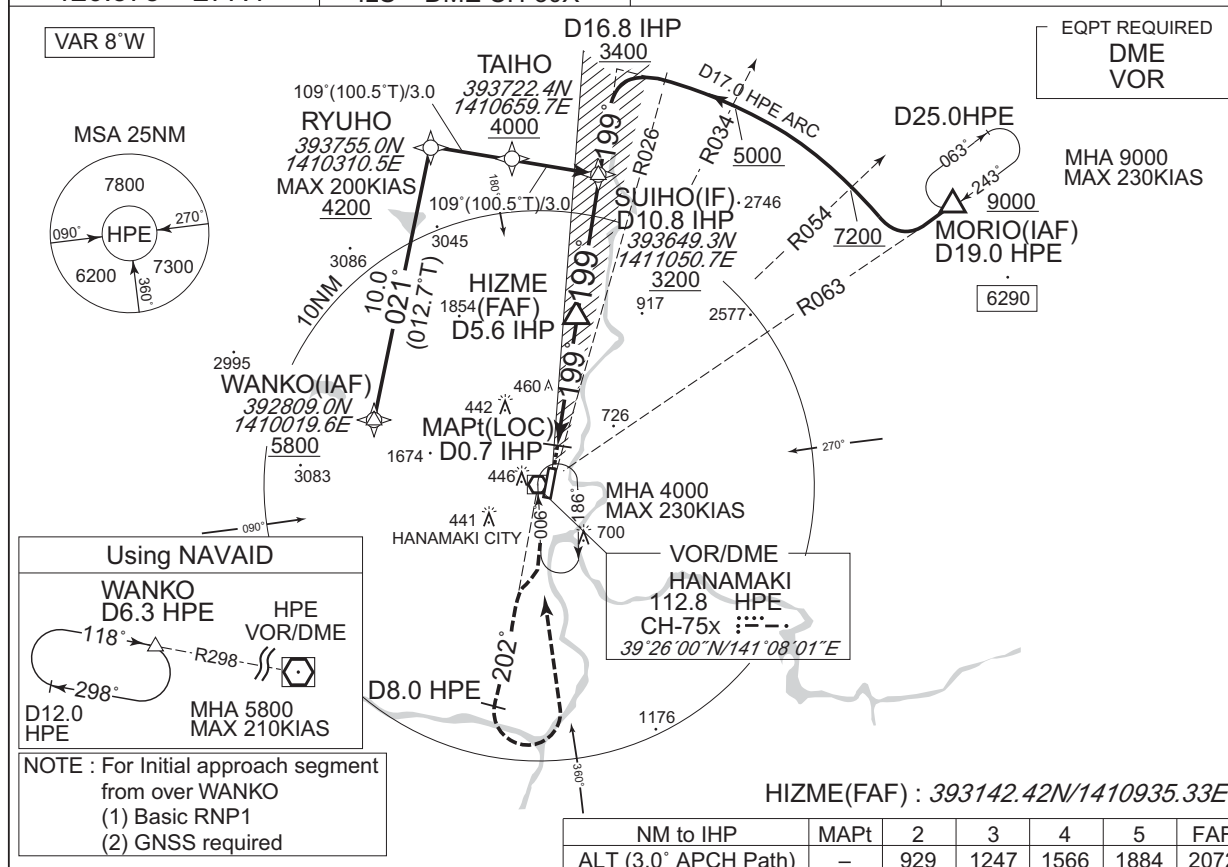 VAR 8°W
D16.8 IHP
3400
EQPT REQUIRED
DME
VOR
TAIHO
393722.4N
1410659.7E
4000
109°(100.5°T)/3.0
RYUHO
393755.0N
1410310.5E
MAX 200KIAS
4200
180°
109°(100.5°T)/3.0
199°
R026
R034
D17.0 HPE ARC
5000
D25.0HPE
063°
243°
MHA 9000
MAX 230KIAS
9000
MORIO(IAF)
D19.0 HPE
6290
R054
7200
R063
MSA 25NM
7800
090°
HPE
270°
6200
7300
360°
SUIHO(IF)
D10.8 IHP
393649.3N
1411050.7E
3200
2746
3045
3086
10NM
10.0
021°
(012.7°T)
1854
HIZME
(FAF)
D5.6 IHP
199°
917
2577
2995
WANKO(IAF)
392809.0N
1410019.6E
5800
3083
460
199°
442
MAPt(LOC)
D0.7 IHP
726
1674
446
270°
MHA 4000
MAX 230KIAS
186°
006°
700
441
HANAMAKI CITY
090°
VOR/DME
HANAMAKI
112.8 HPE
CH-75x
39°26′00″N/141°08′01″E
Using NAVAID
WANKO
D6.3 HPE
HPE
VOR/DME
118°
R298
298°
D12.0
HPE
MHA 5800
MAX 210KIAS
202°
D8.0 HPE
1176
360°
NOTE : For Initial approach segment
from over WANKO
(1) Basic RNP1
(2) GNSS required
HIZME(FAF) : 393142.42N/1410935.33E
NM to IHP MAPt 2 3 4 5 FAF
ALT (3.0° APCH Path) – 929 1247 1566 1884 2072